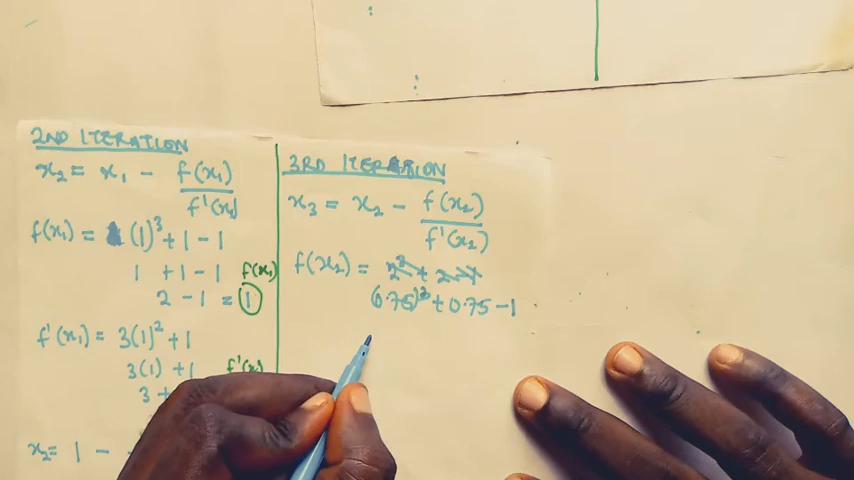 2ND ITERATION
x₂ = x₁ - f(x₁)
f'(x₁)
f(x₁) = (1)³ + 1 - 1
1 + 1 - 1 f(x₁)
2 - 1 = 1
f'(x₁) = 3(1)² + 1
3(1) + 1 f'(x)
3 +
x₂ = 1 -
3RD ITERATION
x₃ = x₂ - f(x₂)
f'(x₂)
f(x₂) =
(0.75)³ + 0.75 - 1